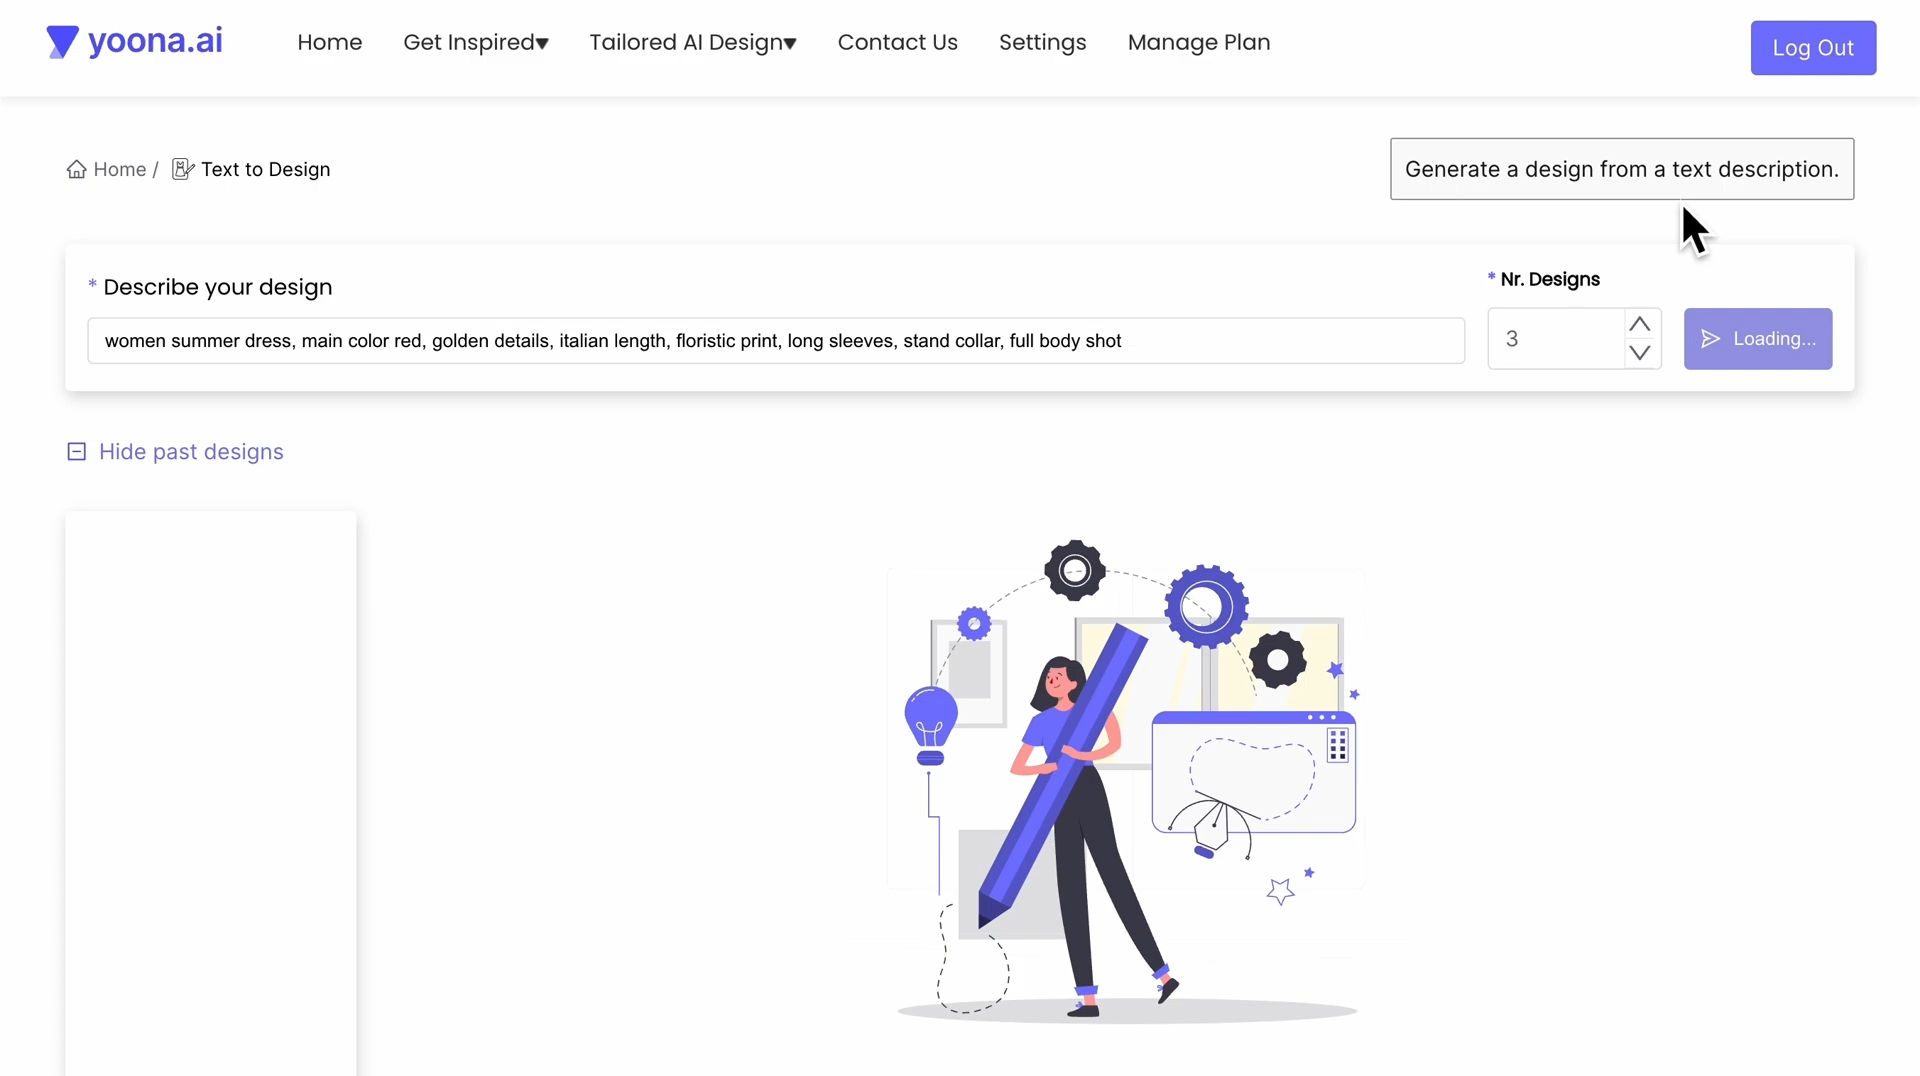 yoona.ai
Home Get Inspired▾ Tailored AI Design▾ Contact Us Settings Manage Plan Log Out
Home / Text to Design
Generate a design from a text description.
* Describe your design
* Nr. Designs
women summer dress, main color red, golden details, italian length, floristic print, long sleeves, stand collar, full body shot
3
Loading...
Hide past designs